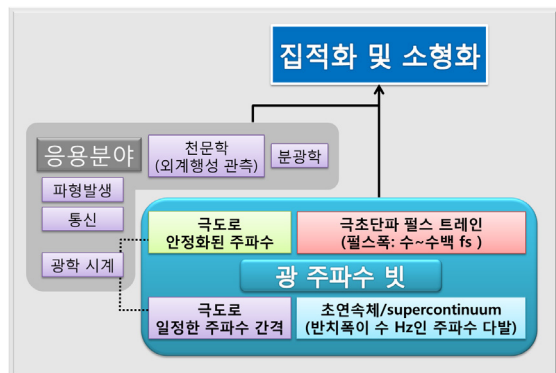 집적화 및 소형화
응용분야
천문학
(외계행성 관측)
분광학
파형발생
통신
광학 시계
극도로
안정화된 주파수
극초단파 펄스 트레인
(펄스폭: 수~수백 fs )
광 주파수 빗
극도로
일정한 주파수 간격
초연속체/supercontinuum
(반치폭이 수 Hz인 주파수 다발)